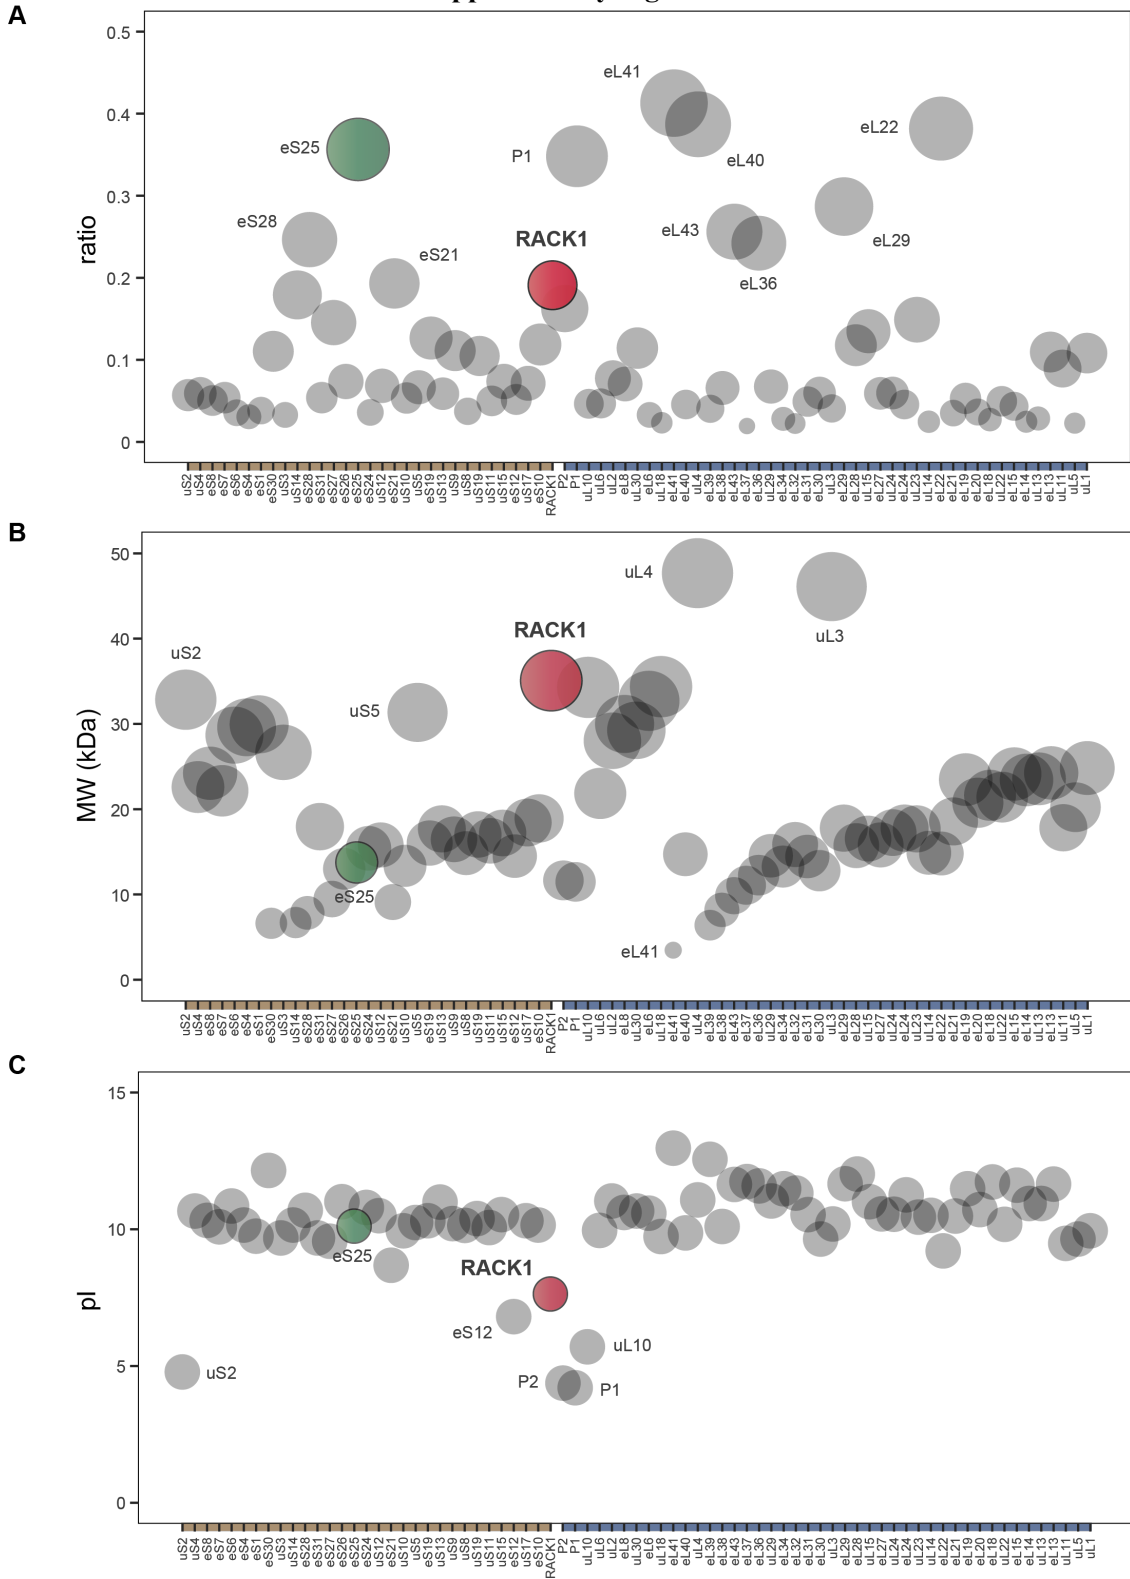 A
0.5
0.4
0.3
0.2
0.1
0
ratio
eL41
eS25
P1
eL22
eL40
eS28
eL43
RACK1
eL29
eS21
eL36
uS2 uS4 eS8 eS7 eS6 eS4 eS1 eS30 uS3 uS14 eS28 eS31 eS27 eS26 eS25 eS24 uS12 eS21 uS10 uS5 eS19 uS13 uS9 uS8 uS19 uS11 uS15 eS12 uS17 eS10 RACK1 P2 P1 uL10 uL6 uL2 eL8 uL30 eL6 uL18 eL41 eL40 uL4 eL39 eL38 eL43 eL37 eL36 uL29 eL34 eL32 eL31 eL30 uL3 eL29 eL28 uL15 eL27 uL24 eL24 uL23 uL14 eL22 eL21 eL19 eL20 eL18 uL22 eL15 eL14 uL13 eL13 uL11 uL5 uL1
B
50
40
30
20
10
0
MW (kDa)
uL4
RACK1
uL3
uS2
uS5
eS25
eL41
uS2 uS4 eS8 eS7 eS6 eS4 eS1 eS30 uS3 uS14 eS28 eS31 eS27 eS26 eS25 eS24 uS12 eS21 uS10 uS5 eS19 uS13 uS9 uS8 uS19 uS11 uS15 eS12 uS17 eS10 RACK1 P2 P1 uL10 uL6 uL2 eL8 uL30 eL6 uL18 eL41 eL40 uL4 eL39 eL38 eL43 eL37 eL36 uL29 eL34 eL32 eL31 eL30 uL3 eL29 eL28 uL15 eL27 uL24 eL24 uL23 uL14 eL22 eL21 eL19 eL20 eL18 uL22 eL15 eL14 uL13 eL13 uL11 uL5 uL1
C
15
10
5
0
pI
eS25
RACK1
eS12
uL10
uS2
P2
P1
uS2 uS4 eS8 eS7 eS6 eS4 eS1 eS30 uS3 uS14 eS28 eS31 eS27 eS26 eS25 eS24 uS12 eS21 uS10 uS5 eS19 uS13 uS9 uS8 uS19 uS11 uS15 eS12 uS17 eS10 RACK1 P2 P1 uL10 uL6 uL2 eL8 uL30 eL6 uL18 eL41 eL40 uL4 eL39 eL38 eL43 eL37 eL36 uL29 eL34 eL32 eL31 eL30 uL3 eL29 eL28 uL15 eL27 uL24 eL24 uL23 uL14 eL22 eL21 eL19 eL20 eL18 uL22 eL15 eL14 uL13 eL13 uL11 uL5 uL1